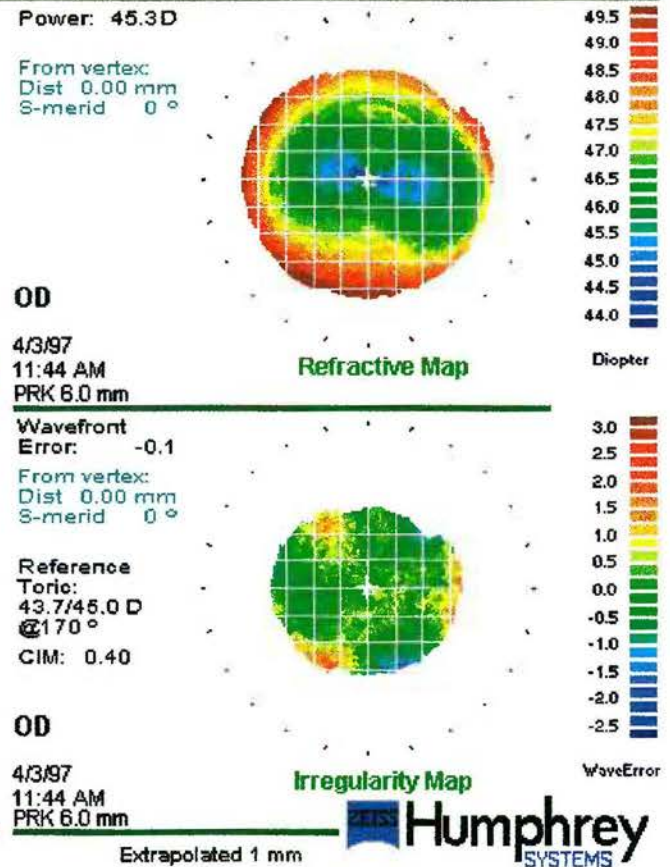 Power: 45.3D
From vertex:
Dist 0.00 mm
S-merid 0 °
OD
4/3/97
11:44 AM
PRK 6.0 mm
Refractive Map
49.5
49.0
48.5
48.0
47.5
47.0
46.5
46.0
45.5
45.0
44.5
44.0
Diopter
Wavefront
Error: -0.1
From vertex:
Dist 0.00 mm
S-merid 0 °
Reference
Toric:
43.7/45.0 D
@170 °
CIM: 0.40
OD
4/3/97
11:44 AM
PRK 6.0 mm
Irregularity Map
3.0
2.5
2.0
1.5
1.0
0.5
0.0
-0.5
-1.0
-1.5
-2.0
-2.5
WaveError
Extrapolated 1 mm
ZEISS Humphrey
SYSTEMS